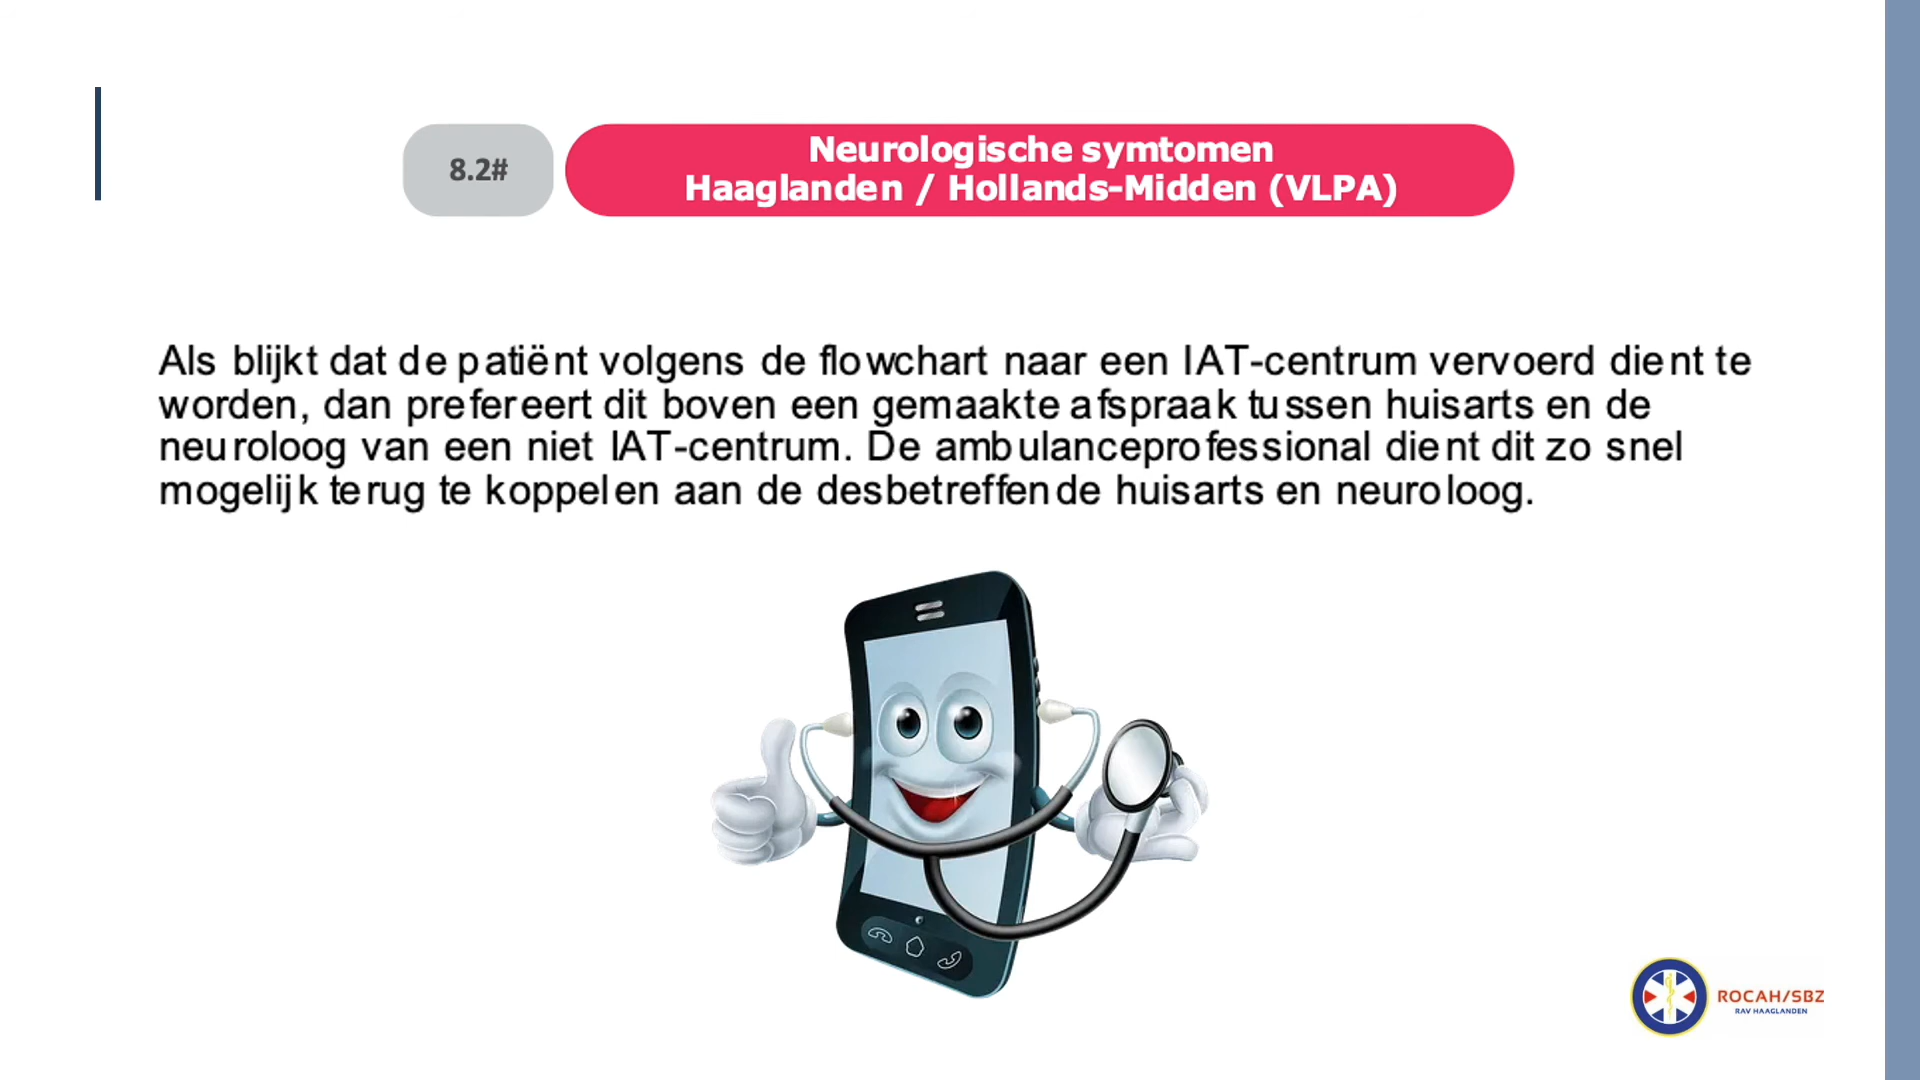 8.2#
Neurologische symtomen
Haaglanden / Hollands-Midden (VLPA)
Als blijkt dat de patiënt volgens de flowchart naar een IAT-centrum vervoerd dient te
worden, dan prefereert dit boven een gemaakte afspraak tussen huisarts en de
neuroloog van een niet IAT-centrum. De ambulanceprofessional dient dit zo snel
mogelijk terug te koppelen aan de desbetreffende huisarts en neuroloog.
ROCAH/SBZ
RAV HAAGLANDEN